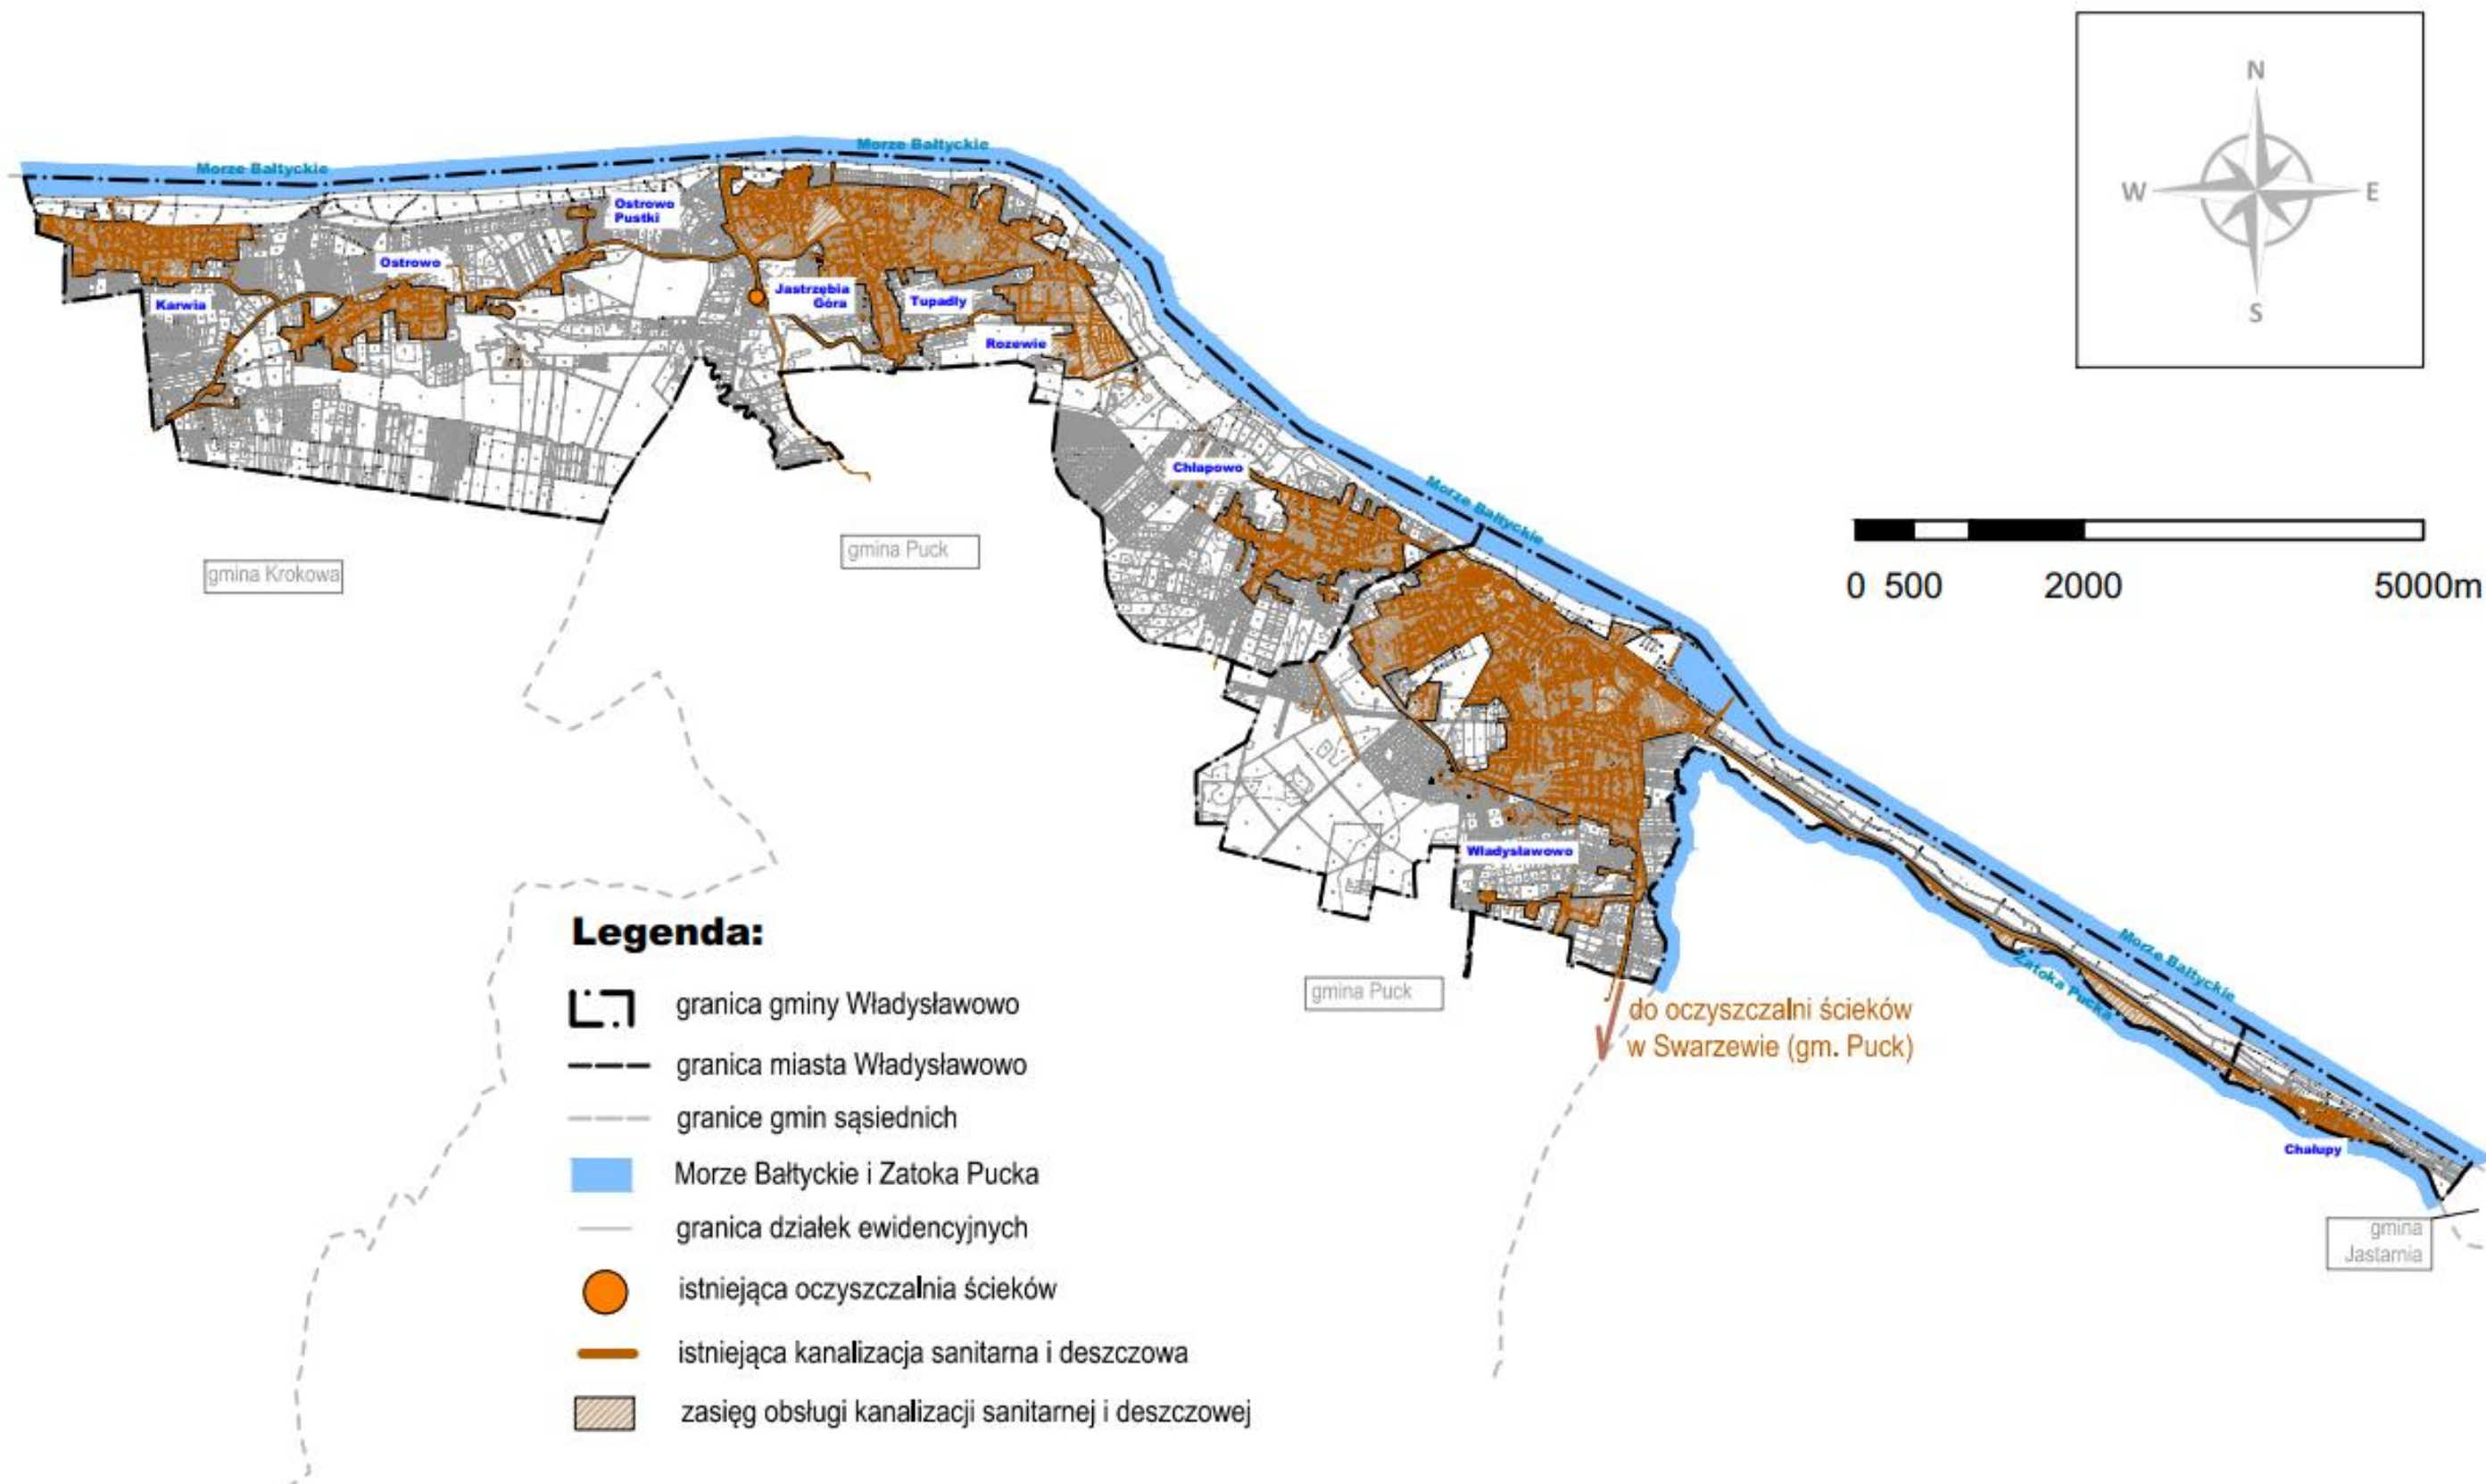 N
W
E
S
Morze Bałtyckie
Morze Bałtyckie
Ostrowo
Pustki
Ostrowo
Karwia
Jastrzębia
Góra
Tupadły
Rozewie
Chłapowo
Morze Bałtyckie
0 500 2000 5000m
gmina Krokowa
gmina Puck
Władysławowo
gmina Puck
do oczyszczalni ścieków
w Swarzewie (gm. Puck)
Morze Bałtyckie
Zatoka Pucka
Chałupy
gmina
Jastarnia
Legenda:
granica gminy Władysławowo
granica miasta Władysławowo
granice gmin sąsiednich
Morze Bałtyckie i Zatoka Pucka
granica działek ewidencyjnych
istniejąca oczyszczalnia ścieków
istniejąca kanalizacja sanitarna i deszczowa
zasięg obsługi kanalizacji sanitarnej i deszczowej